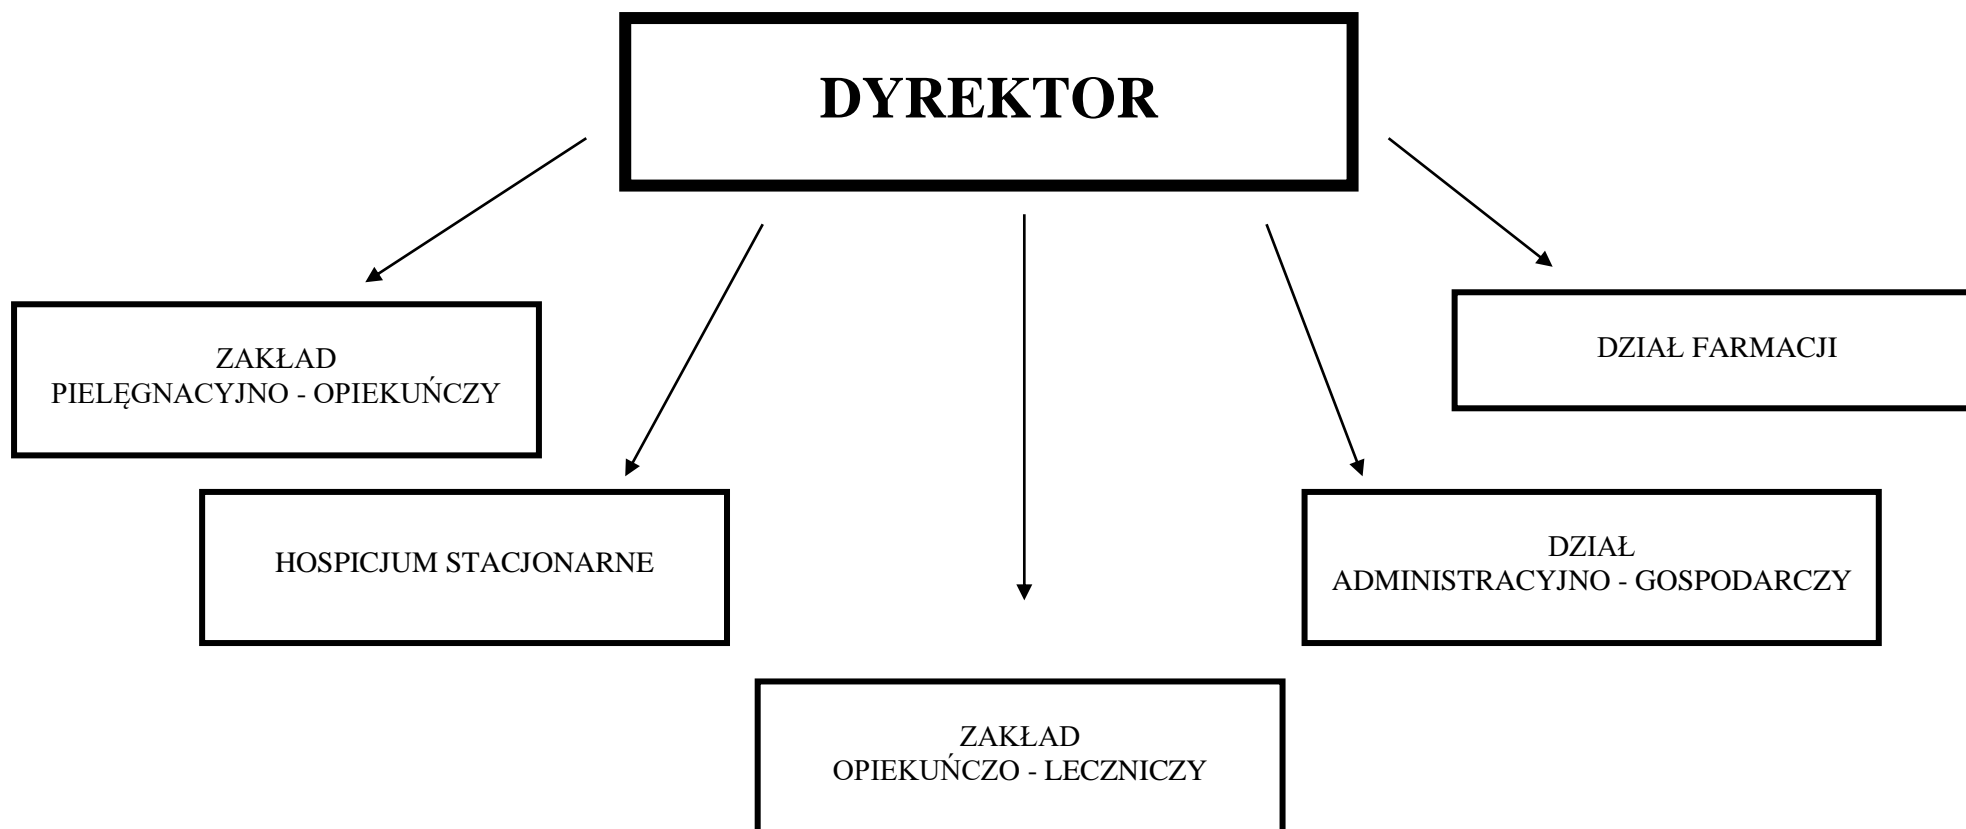 DYREKTOR
ZAKŁAD
PIELĘGNACYJNO - OPIEKUŃCZY
DZIAŁ FARMACJI
HOSPICJUM STACJONARNE
DZIAŁ
ADMINISTRACYJNO - GOSPODARCZY
ZAKŁAD
OPIEKUŃCZO - LECZNICZY